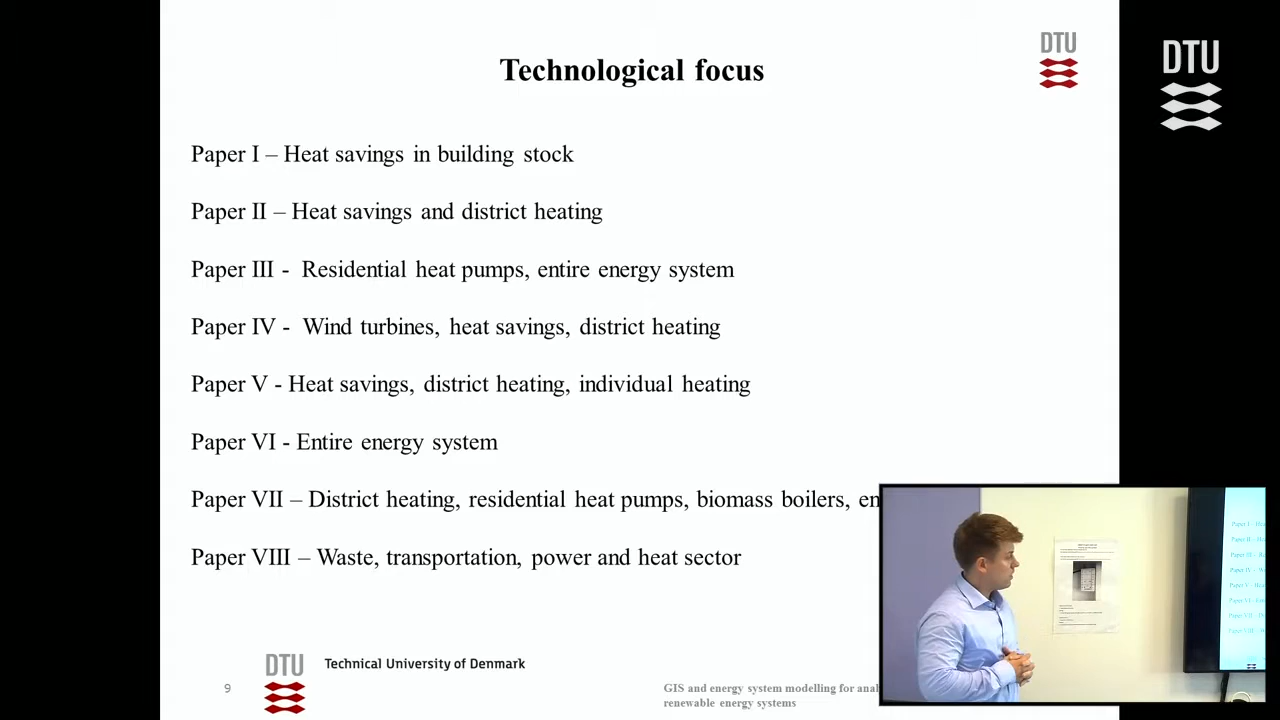 Technological focus
DTU
DTU
Paper I – Heat savings in building stock
Paper II – Heat savings and district heating
Paper III - Residential heat pumps, entire energy system
Paper IV - Wind turbines, heat savings, district heating
Paper V - Heat savings, district heating, individual heating
Paper VI - Entire energy system
Paper VII – District heating, residential heat pumps, biomass boilers, en
Paper VIII – Waste, transportation, power and heat sector
DTU
Technical University of Denmark
9
GIS and energy system modelling for anal
renewable energy systems